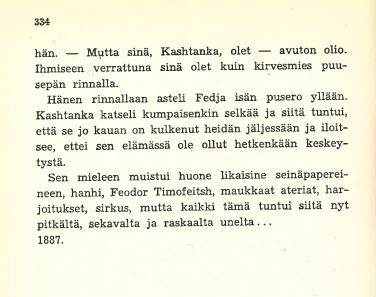 334
hän. — Mutta sinä, Kashtanka, olet — avuton olio.
Ihmiseen verrattuna sinä olet kuin kirvesmies puu-
sepän rinnalla.
Hänen rinnallaan asteli Fedja isän pusero yllään.
Kashtanka katseli kumpaisenkin selkää ja siitä tuntui,
että se jo kauan on kulkenut heidän jäljessään ja iloit-
see, ettei sen elämässä ole ollut hetkenkään keskey-
tystä.
Sen mieleen muistui huone likaisine seinäpaperei-
neen, hanhi, Feodor Timofeitsh, maukkaat ateriat, har-
joitukset, sirkus, mutta kaikki tämä tuntui siitä nyt
pitkältä, sekavalta ja raskaalta unelta...
1887.